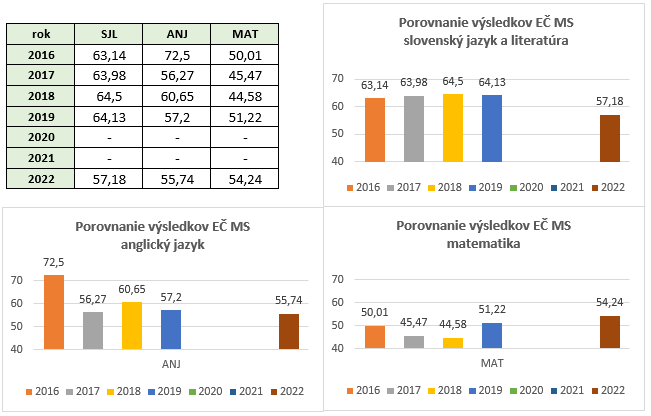 rok SJL ANJ MAT
2016 63,14 72,5 50,01
2017 63,98 56,27 45,47
2018 64,5 60,65 44,58
2019 64,13 57,2 51,22
2020 - - -
2021 - - -
2022 57,18 55,74 54,24
Porovnanie výsledkov EČ MS
slovenský jazyk a literatúra
70
60
50
40
63,14 63,98 64,5 64,13 57,18
2016 2017 2018 2019 2020 2021 2022
Porovnanie výsledkov EČ MS
anglický jazyk
70
60
50
40
72,5 56,27 60,65 57,2 55,74
ANJ
2016 2017 2018 2019 2020 2021 2022
Porovnanie výsledkov EČ MS
matematika
70
60
50
40
50,01 45,47 44,58 51,22 54,24
MAT
2016 2017 2018 2019 2020 2021 2022